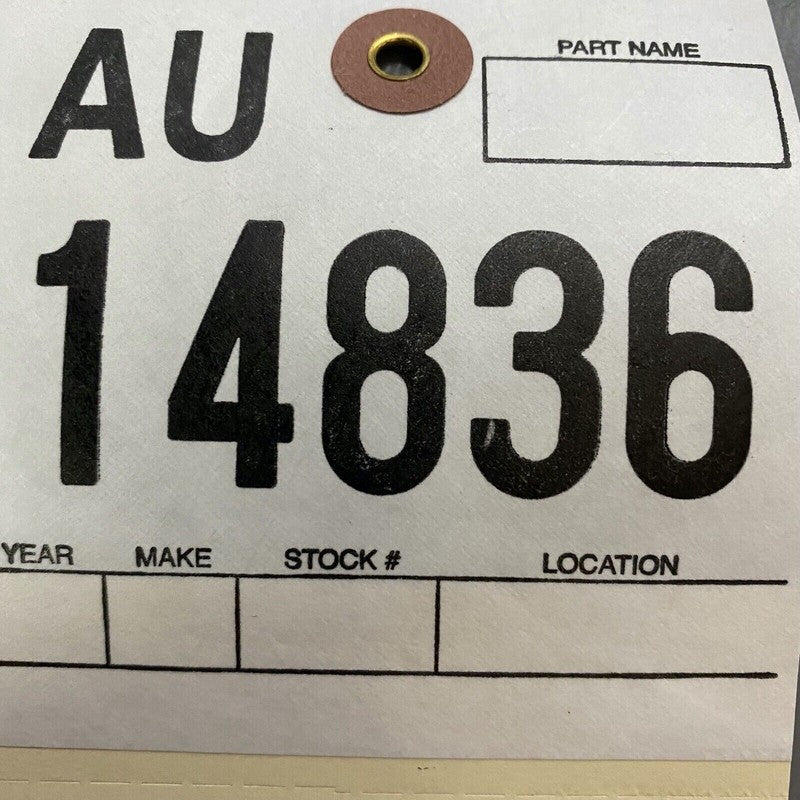 AU
PART NAME
14836
YEAR MAKE STOCK # LOCATION